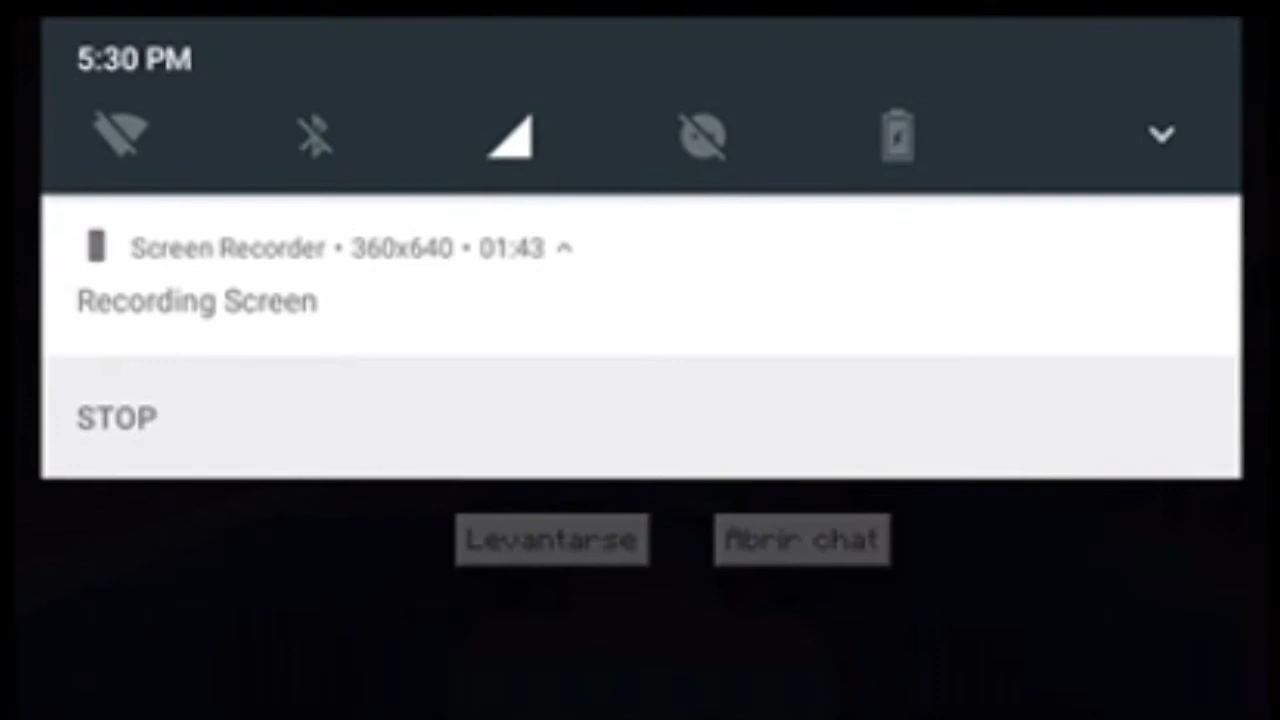 5:30 PM
Screen Recorder • 360x640 • 01:43
Recording Screen
STOP
Levantarse Abrir chat